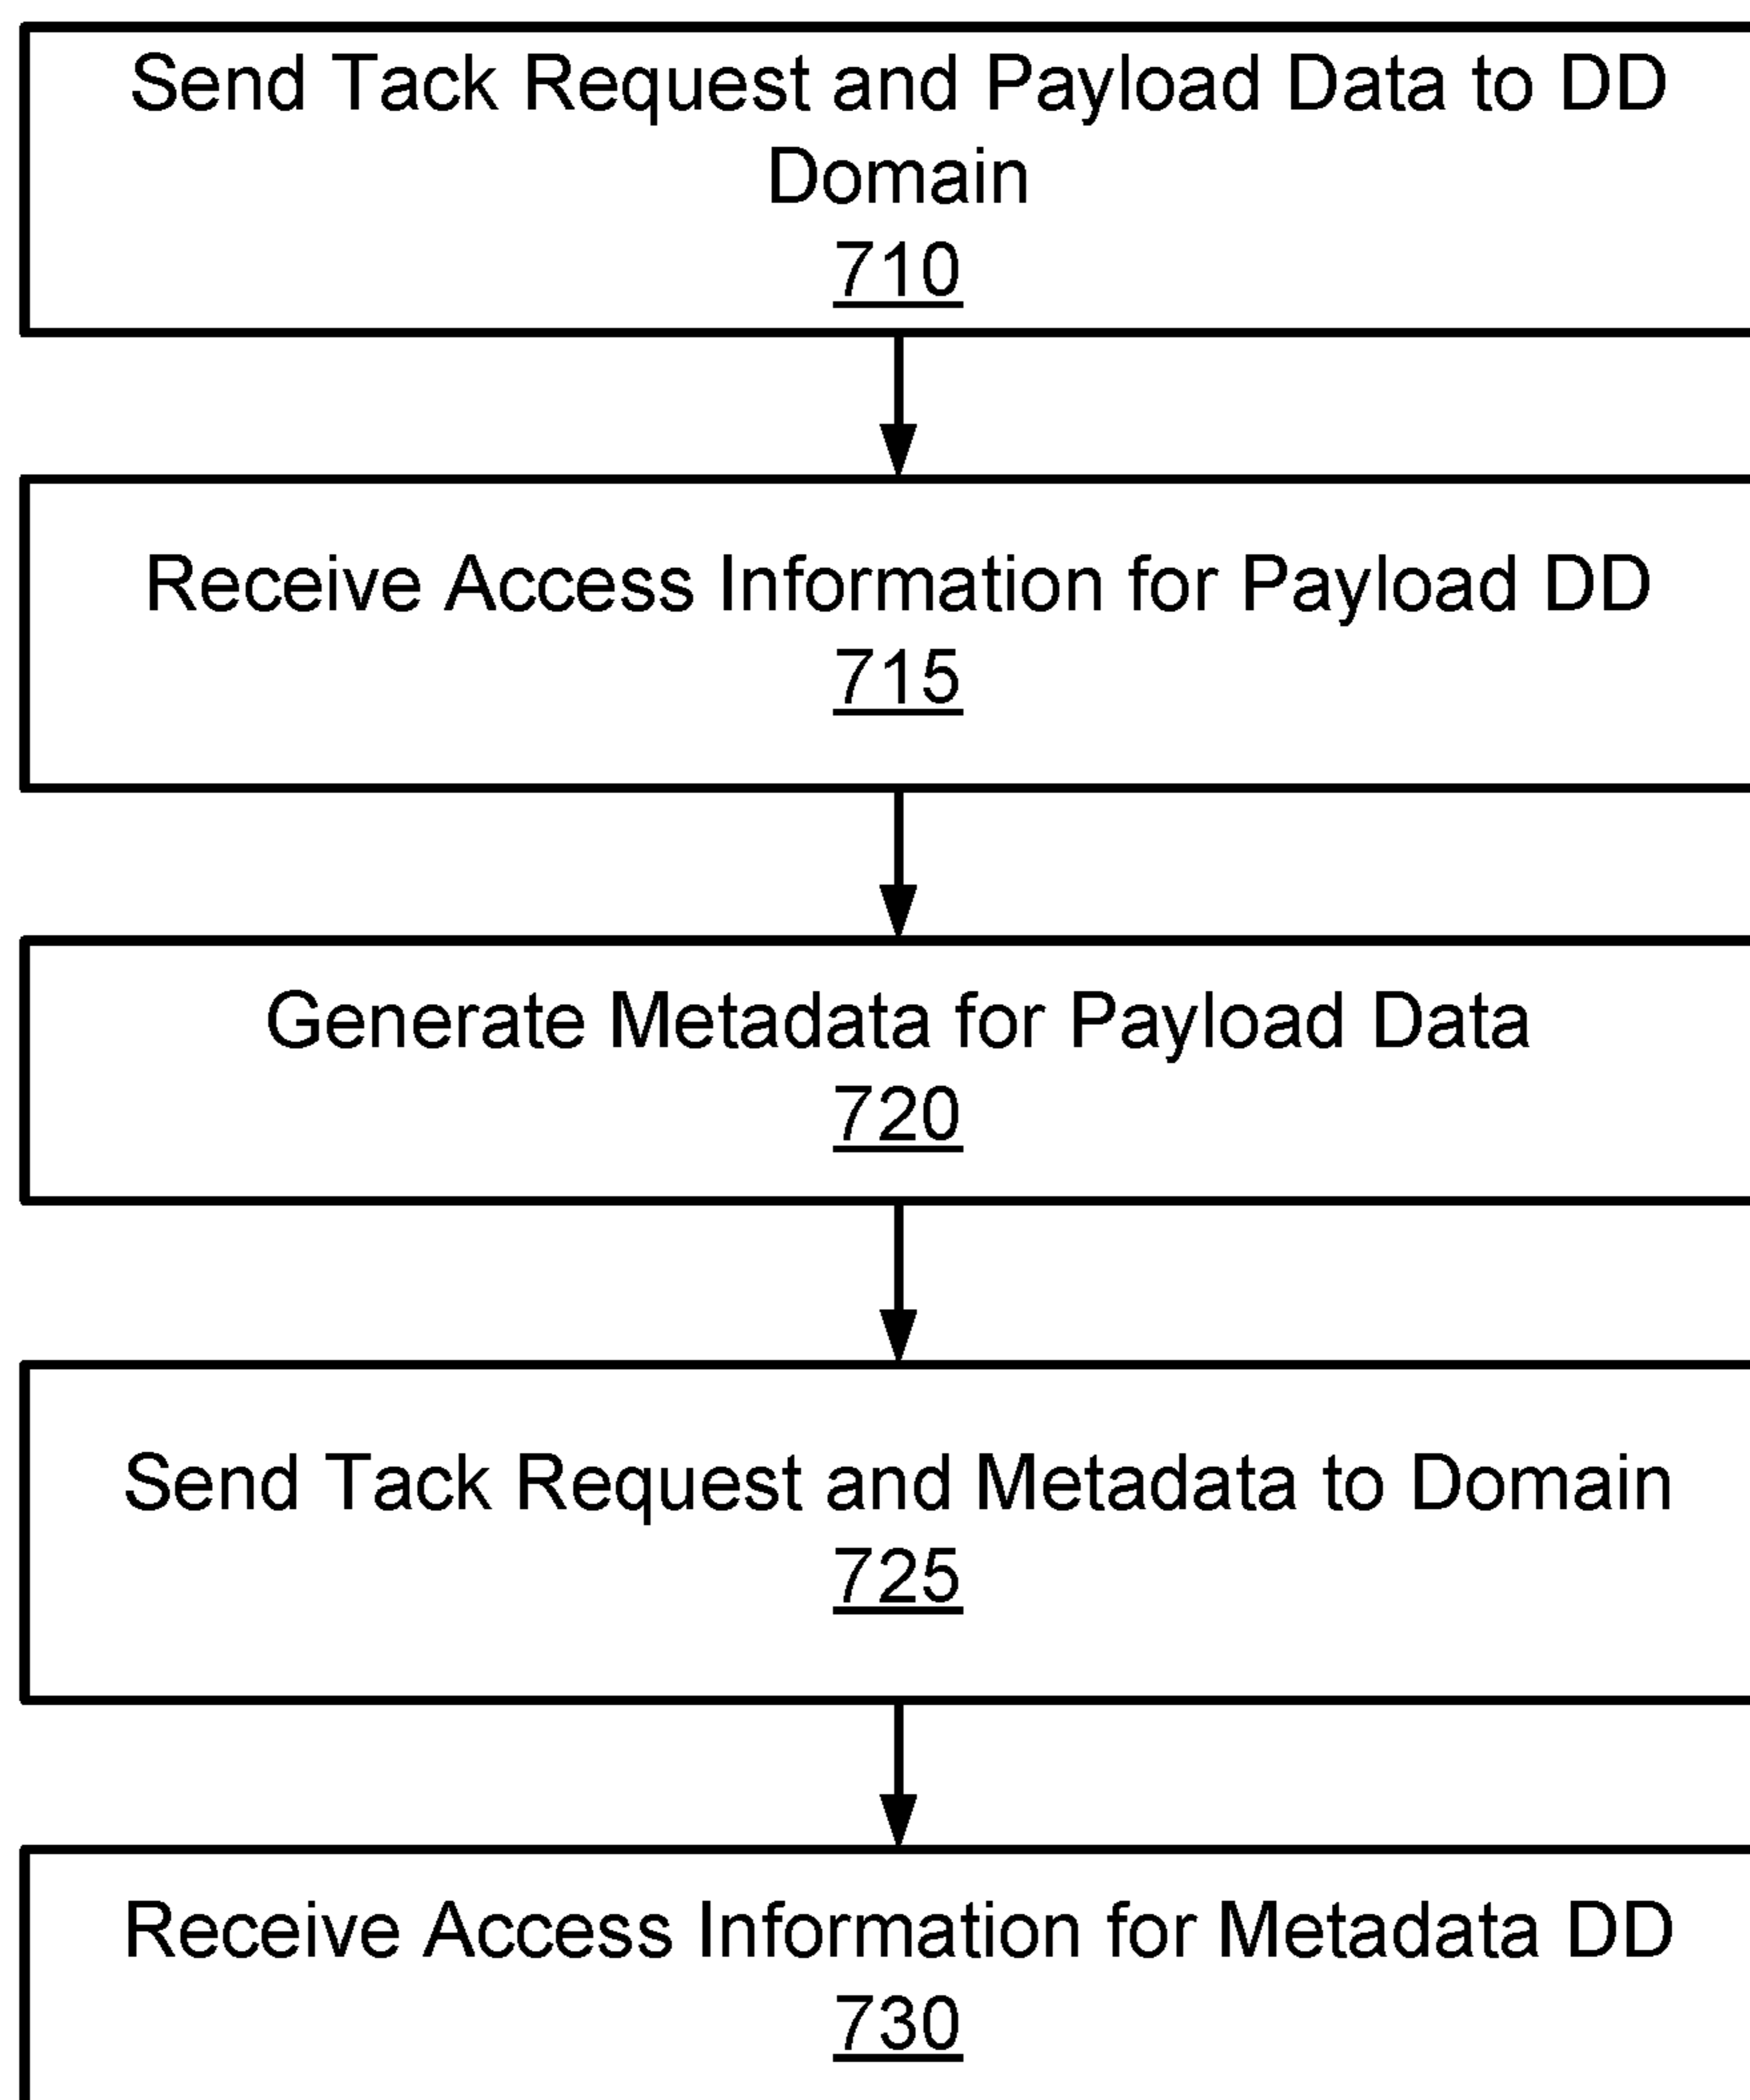 Send Tack Request and Payload Data to DD
Domain
710
Receive Access Information for Payload DD
715
Generate Metadata for Payload Data
720
Send Tack Request and Metadata to Domain
725
Receive Access Information for Metadata DD
730